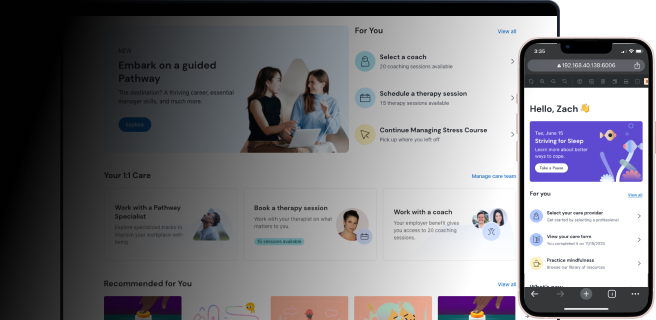 NEW
Embark on a guided
Pathway
The destination? A thriving career, essential
manager skills, and much more.
Explore
For You
View all
Select a coach
20 coaching sessions available
Schedule a therapy session
15 therapy sessions available
Continue Managing Stress Course
Pick up where you left off
Your 1:1 Care
Manage care team
Work with a Pathway
Specialist
Explore specialized tracks to
improve your workplace well-
being.
Book a therapy session
Work with your therapist on what
matters to you.
15 sessions available
Work with a coach
Your employer benefit gives
you access to 20 coaching
sessions.
Recommended for You
View all
3:35
192.168.40.138:6006
Hello, Zach 👋
Tue, June 15
Striving for Sleep
Learn more about better
ways to cope.
Take a Pause
For you
View all
Select your care provider
Get started by selecting a professional
View your care form
You completed it on 11/08/2023
Practice mindfulness
Browse our library of resources
What's new